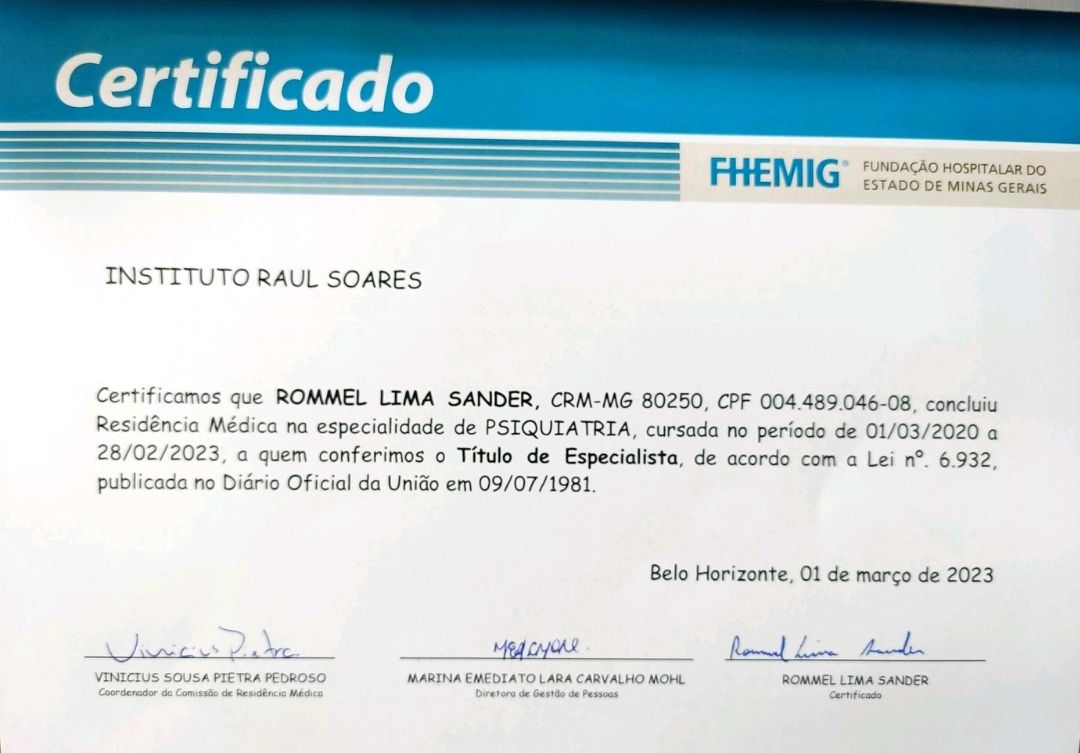 Certificado
FHEMIG® FUNDAÇÃO HOSPITALAR DO
ESTADO DE MINAS GERAIS
INSTITUTO RAUL SOARES
Certificamos que ROMMEL LIMA SANDER, CRM-MG 80250, CPF 004.489.046-08, concluiu
Residência Médica na especialidade de PSIQUIATRIA, cursada no período de 01/03/2020 a
28/02/2023, a quem conferimos o Título de Especialista, de acordo com a Lei nº. 6.932,
publicada no Diário Oficial da União em 09/07/1981.
Belo Horizonte, 01 de março de 2023
Vinicius Pietra
Rommel Lima Sander
VINICIUS SOUSA PIETRA PEDROSO
Coordenador da Comissão de Residência Médica
MARINA EMEDIATO LARA CARVALHO MOHL
Diretora de Gestão de Pessoas
ROMMEL LIMA SANDER
Certificado